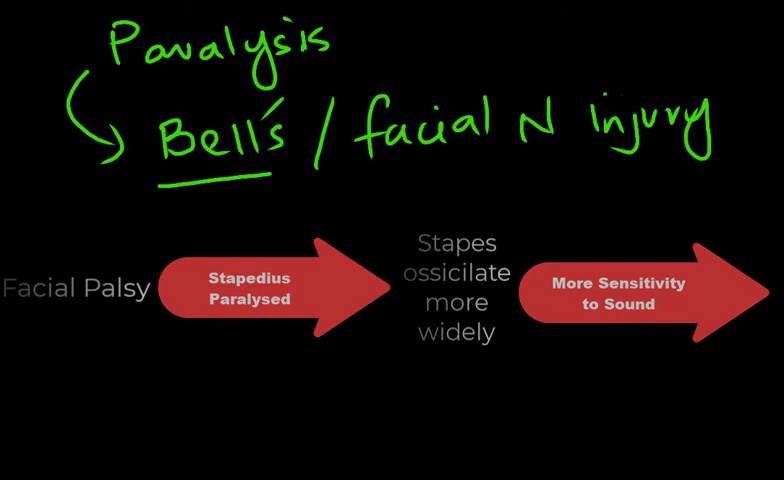 Paralysis
Bell's / facial N injury
Facial Palsy
Stapedius
Paralysed
Stapes
ossicilate
more
widely
More Sensitivity
to Sound